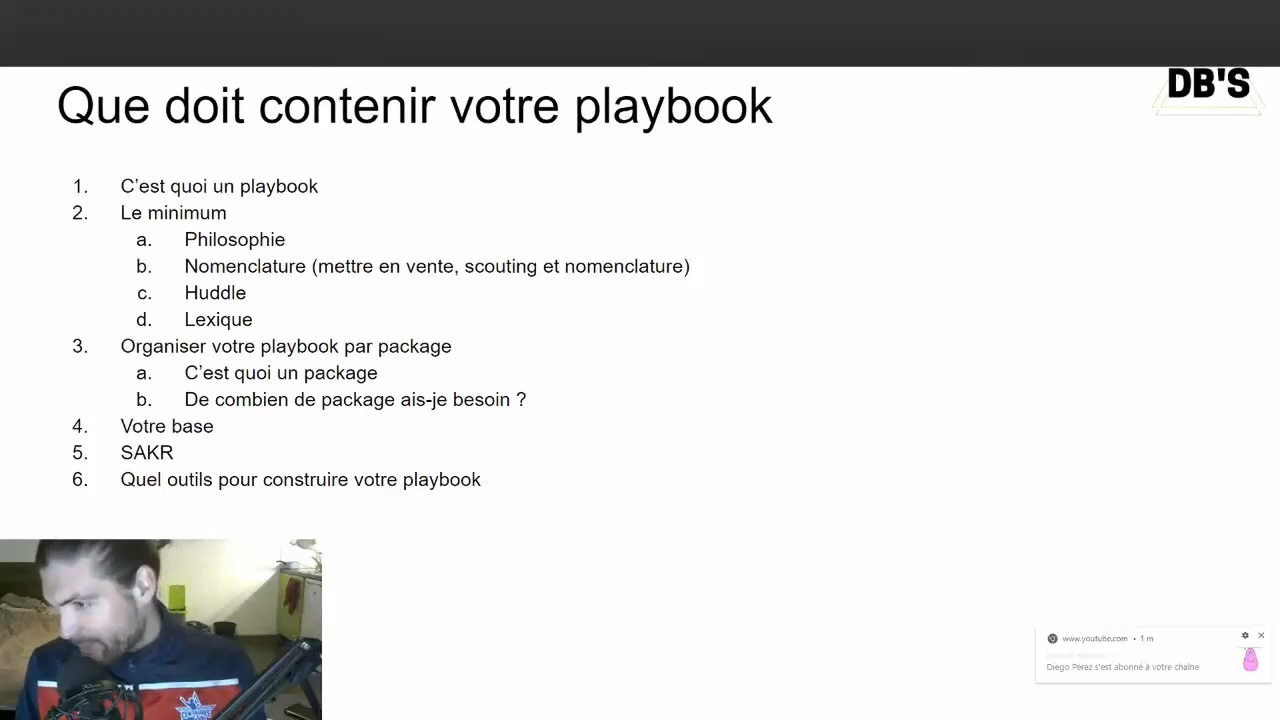 DB'S
Que doit contenir votre playbook
1. C'est quoi un playbook
2. Le minimum
a. Philosophie
b. Nomenclature (mettre en vente, scouting et nomenclature)
c. Huddle
d. Lexique
3. Organiser votre playbook par package
a. C'est quoi un package
b. De combien de package ais-je besoin ?
4. Votre base
5. SAKR
6. Quel outils pour construire votre playbook
www.youtube.com • 1 m
Diego Perez s'est abonné à votre chaîne